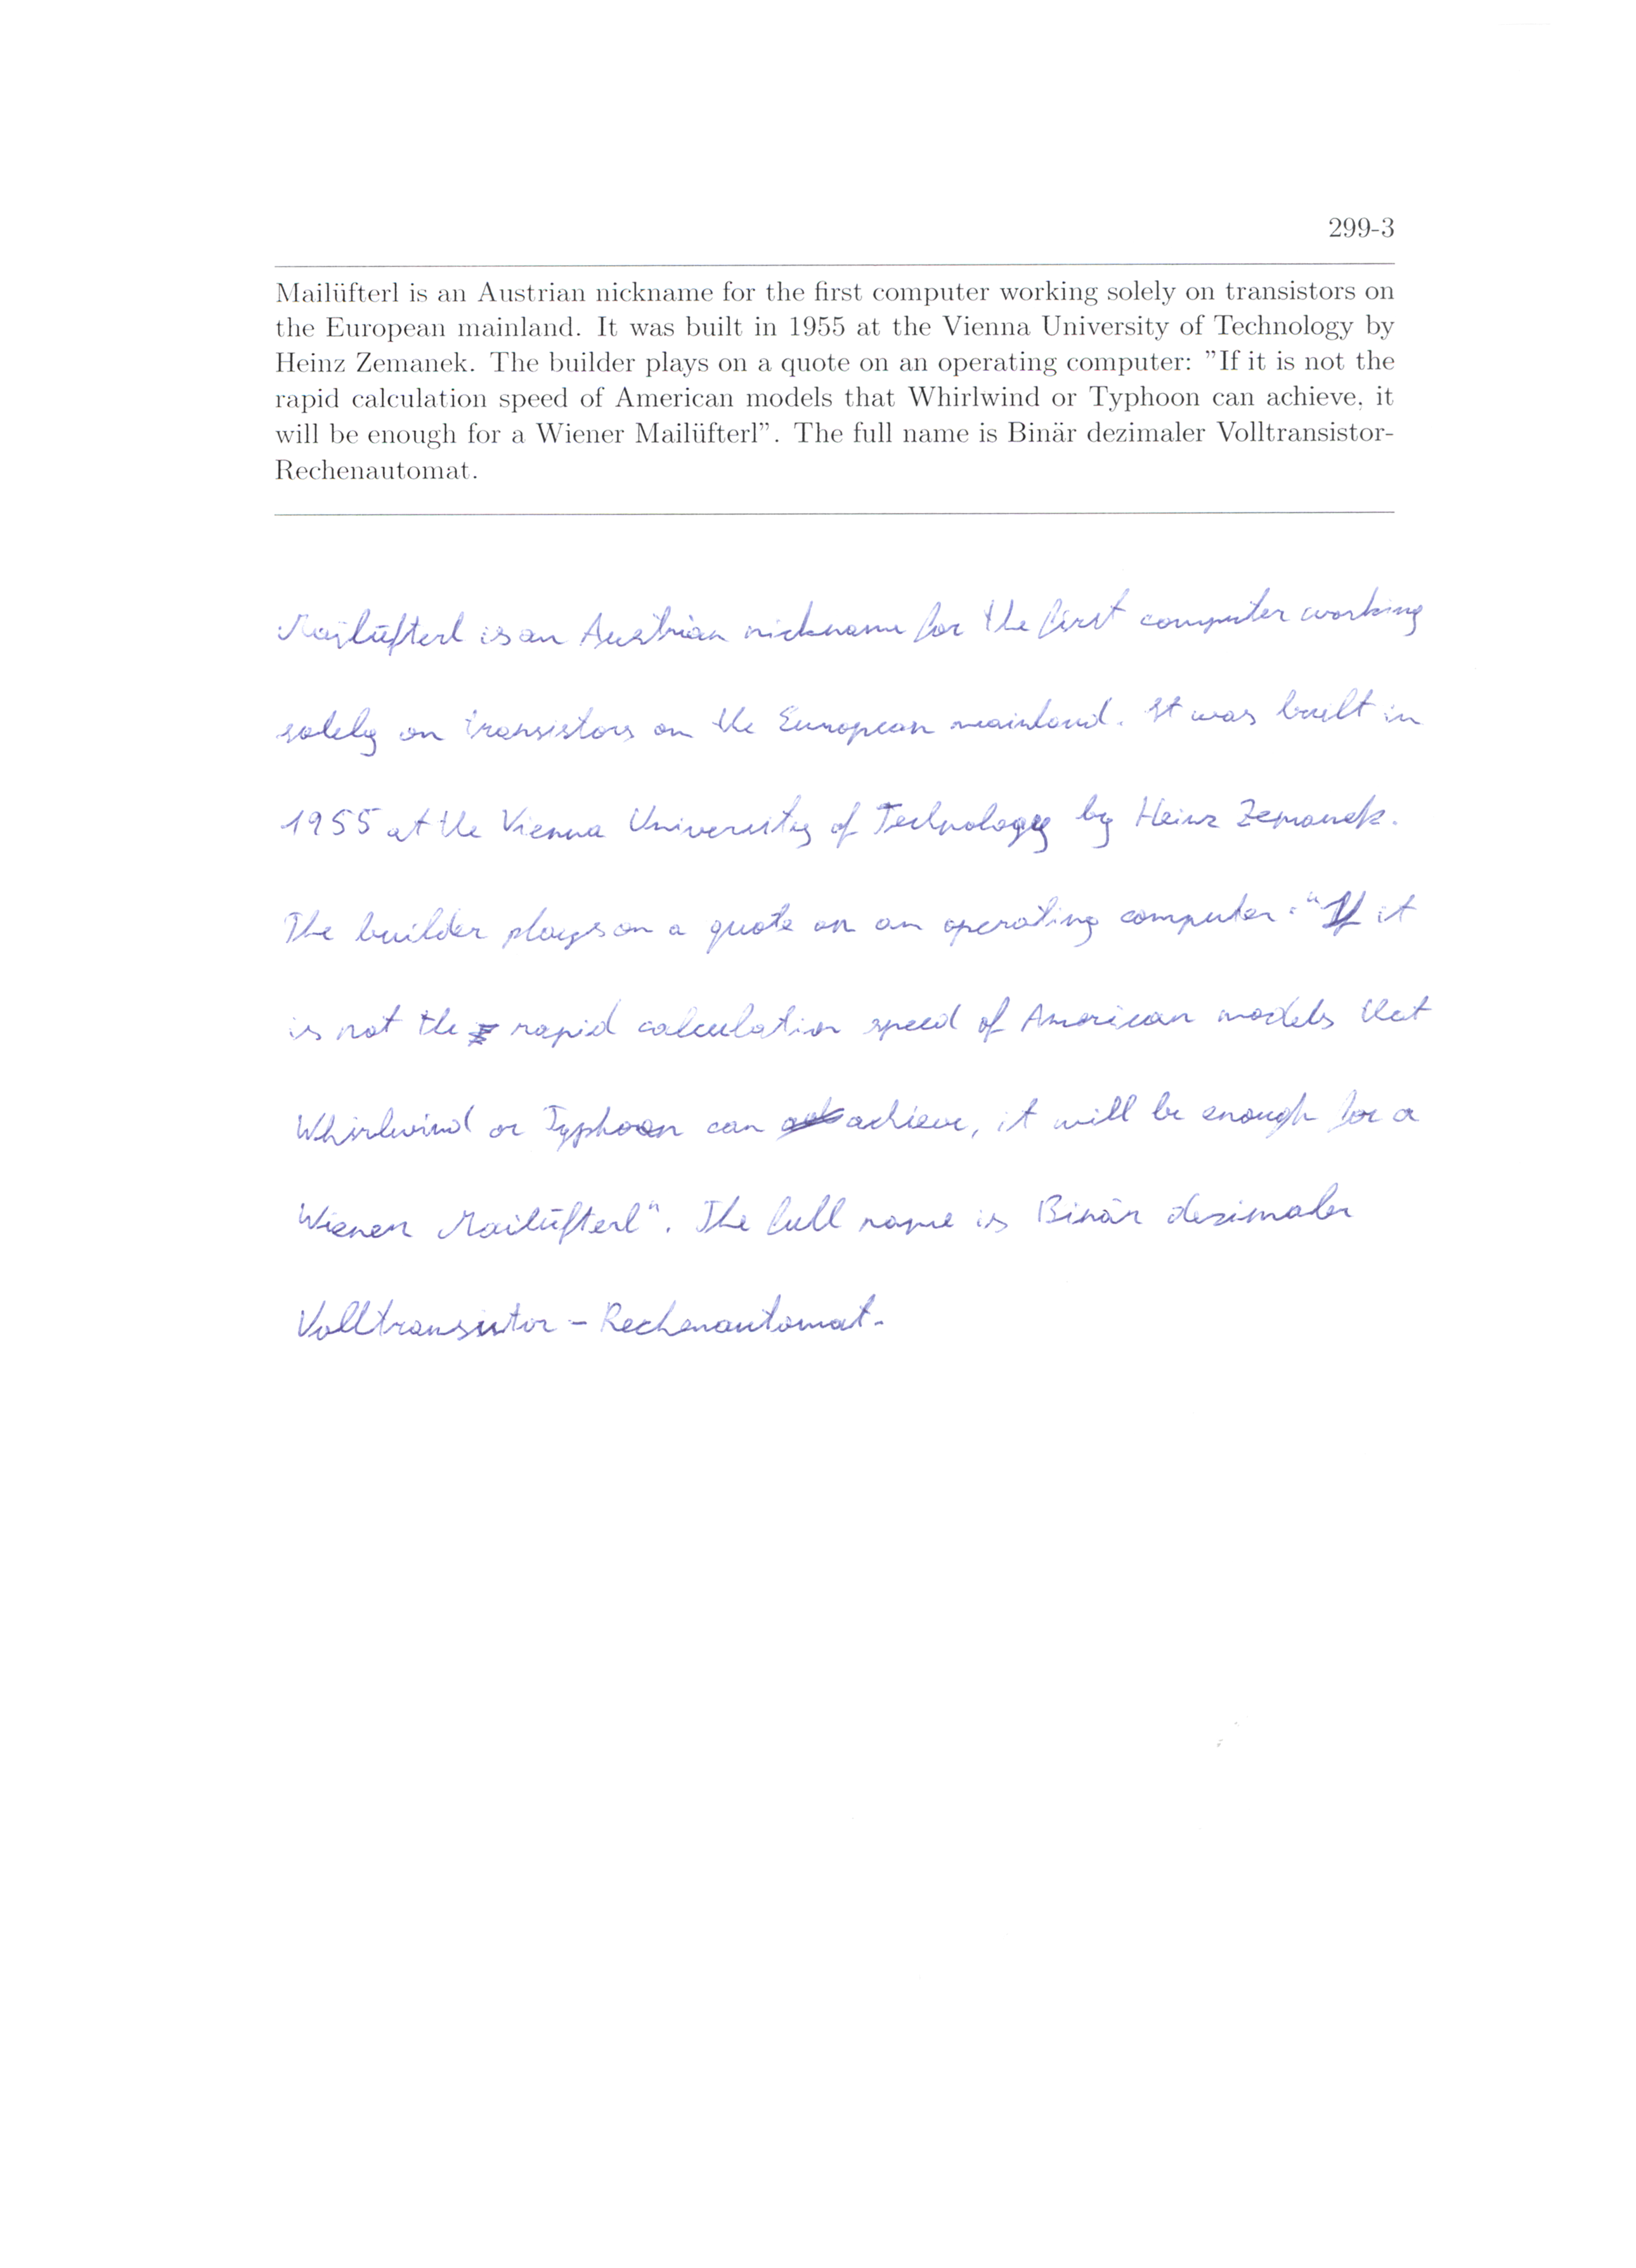 299-3
Mailüfterl is an Austrian nickname for the first computer working solely on transistors on
the European mainland. It was built in 1955 at the Vienna University of Technology by
Heinz Zemanek. The builder plays on a quote on an operating computer: "If it is not the
rapid calculation speed of American models that Whirlwind or Typhoon can achieve, it
will be enough for a Wiener Mailüfterl". The full name is Binär dezimaler Volltransistor-
Rechenautomat.
Mailüfterl is an Austrian nickname for the first computer working
solely on transistors on the European mainland. It was built in
1955 at the Vienna University of Technology by Heinz Zemanek.
The builder plays on a quote on an operating computer: "If it
is not the rapid calculation speed of American models that
Whirlwind or Typhoon can achieve, it will be enough for a
Wiener Mailüfterl". The full name is Binär dezimaler
Volltransistor - Rechenautomat.